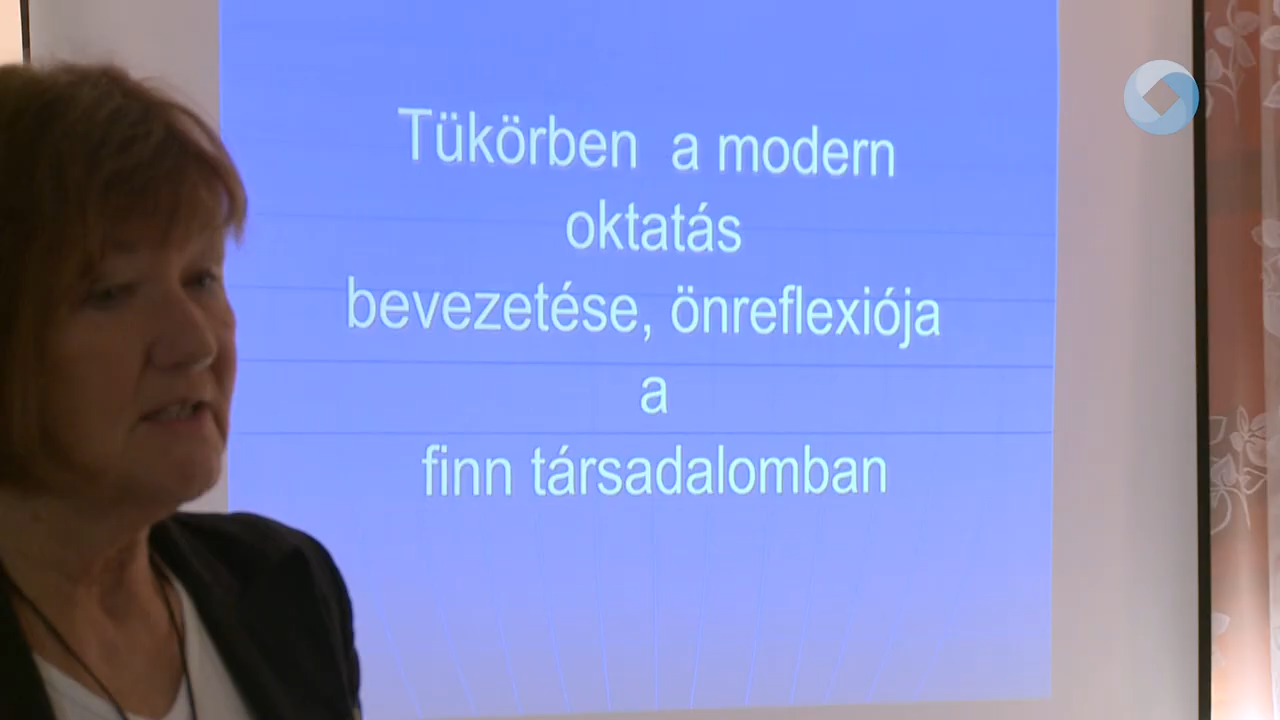 Tükörben a modern
oktatás
bevezetése, önreflexiója
a
finn társadalomban